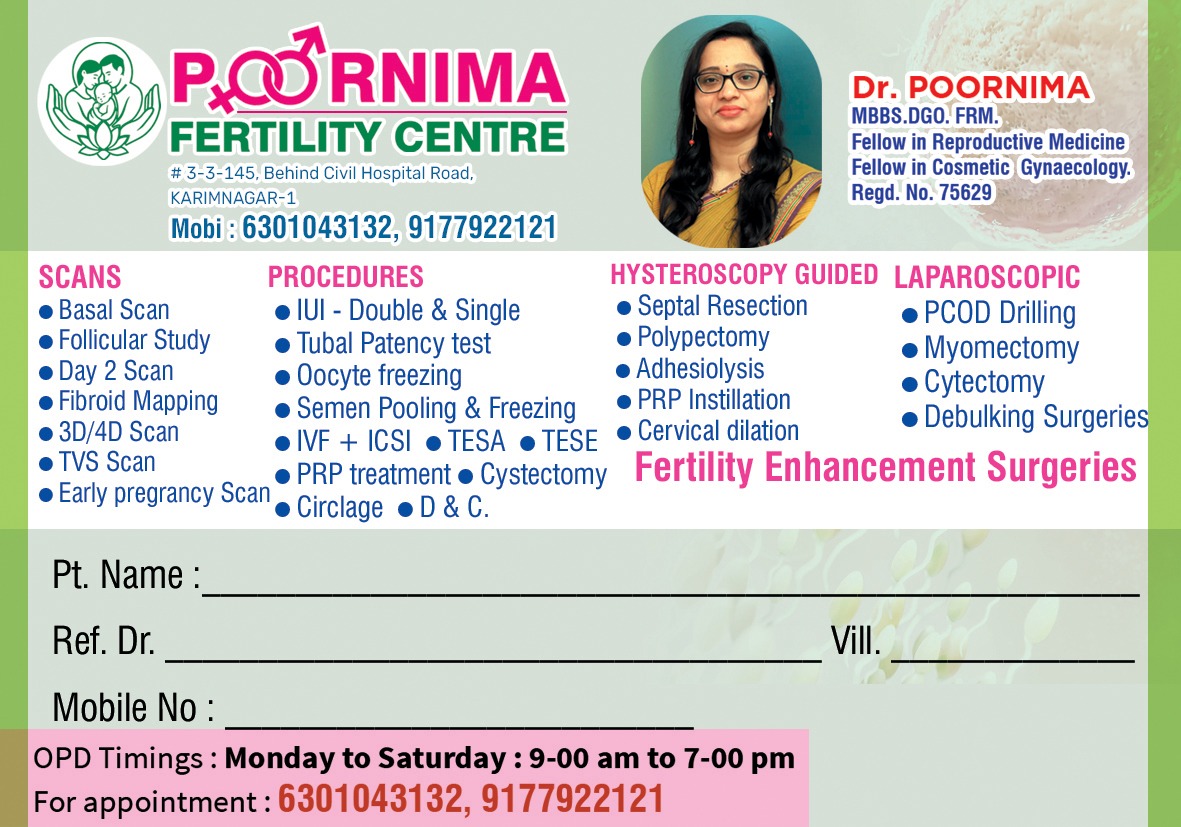 POORNIMA
FERTILITY CENTRE
# 3-3-145, Behind Civil Hospital Road,
KARIMNAGAR-1
Mobi : 6301043132, 9177922121
Dr. POORNIMA
MBBS.DGO. FRM.
Fellow in Reproductive Medicine
Fellow in Cosmetic Gynaecology.
Regd. No. 75629
SCANS
● Basal Scan
● Follicular Study
● Day 2 Scan
● Fibroid Mapping
● 3D/4D Scan
● TVS Scan
● Early pregrancy Scan
PROCEDURES
● IUI - Double & Single
● Tubal Patency test
● Oocyte freezing
● Semen Pooling & Freezing
● IVF + ICSI ● TESA ● TESE
● PRP treatment ● Cystectomy
● Circlage ● D & C.
HYSTEROSCOPY GUIDED
● Septal Resection
● Polypectomy
● Adhesiolysis
● PRP Instillation
● Cervical dilation
LAPAROSCOPIC
● PCOD Drilling
● Myomectomy
● Cytectomy
● Debulking Surgeries
Fertility Enhancement Surgeries
Pt. Name :
Ref. Dr. Vill.
Mobile No :
OPD Timings : Monday to Saturday : 9-00 am to 7-00 pm
For appointment : 6301043132, 9177922121